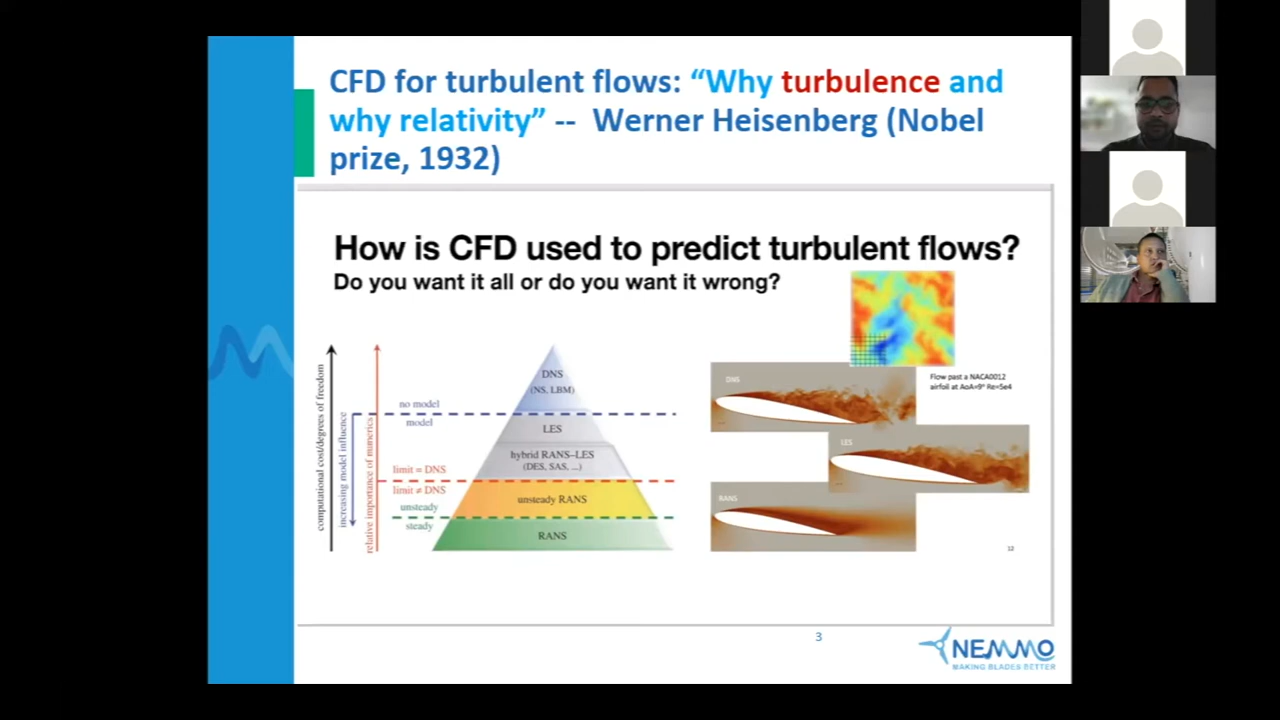 CFD for turbulent flows: “Why turbulence and
why relativity” -- Werner Heisenberg (Nobel
prize, 1932)
How is CFD used to predict turbulent flows?
Do you want it all or do you want it wrong?
computational cost/degrees of freedom
increasing model influence
relative importance of numerics
no model
model
limit = DNS
limit ≠ DNS
unsteady
steady
DNS
(NS, LBM)
LES
hybrid RANS–LES
(DES, SAS, ...)
unsteady RANS
RANS
DNS
LES
RANS
Flow past a NACA0012
airfoil at AoA=9° Re=5e4
12
3
NEMMO
MAKING BLADES BETTER